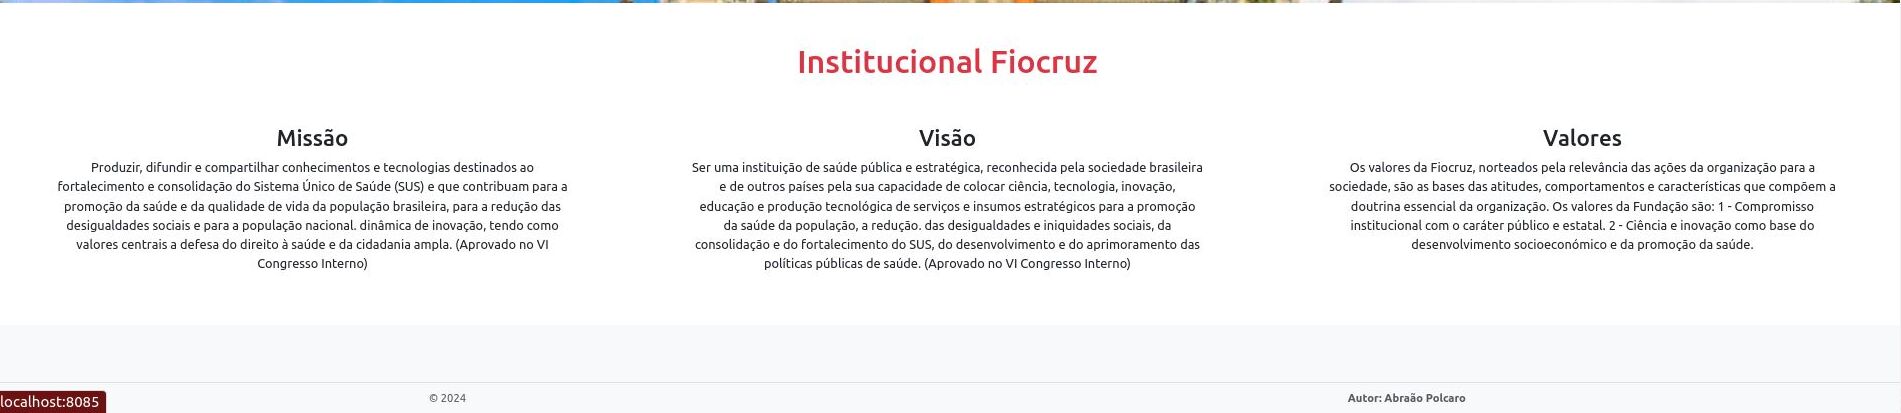 Institucional Fiocruz
Missão
Produzir, difundir e compartilhar conhecimentos e tecnologias destinados ao
fortalecimento e consolidação do Sistema Único de Saúde (SUS) e que contribuam para a
promoção da saúde e da qualidade de vida da população brasileira, para a redução das
desigualdades sociais e para a população nacional. dinâmica de inovação, tendo como
valores centrais a defesa do direito à saúde e da cidadania ampla. (Aprovado no VI
Congresso Interno)
Visão
Ser uma instituição de saúde pública e estratégica, reconhecida pela sociedade brasileira
e de outros países pela sua capacidade de colocar ciência, tecnologia, inovação,
educação e produção tecnológica de serviços e insumos estratégicos para a promoção
da saúde da população, a redução. das desigualdades e iniquidades sociais, da
consolidação e do fortalecimento do SUS, do desenvolvimento e do aprimoramento das
políticas públicas de saúde. (Aprovado no VI Congresso Interno)
Valores
Os valores da Fiocruz, norteados pela relevância das ações da organização para a
sociedade, são as bases das atitudes, comportamentos e características que compõem a
doutrina essencial da organização. Os valores da Fundação são: 1 - Compromisso
institucional com o caráter público e estatal. 2 - Ciência e inovação como base do
desenvolvimento socioeconómico e da promoção da saúde.
localhost:8085
© 2024
Autor: Abraão Polcaro